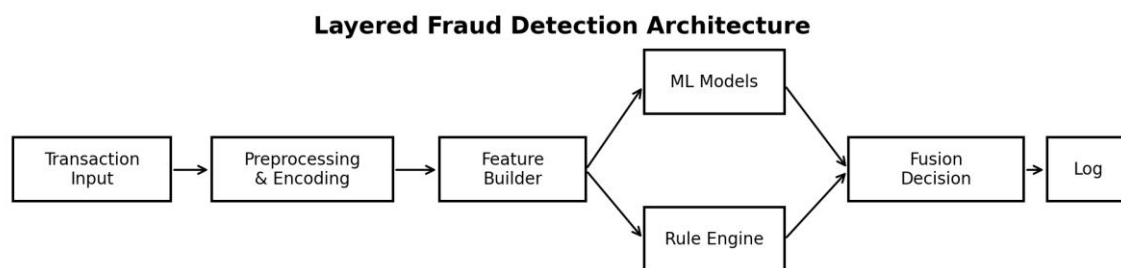 Layered Fraud Detection Architecture
ML Models
Transaction
Input
Preprocessing
& Encoding
Feature
Builder
Fusion
Decision
Log
Rule Engine